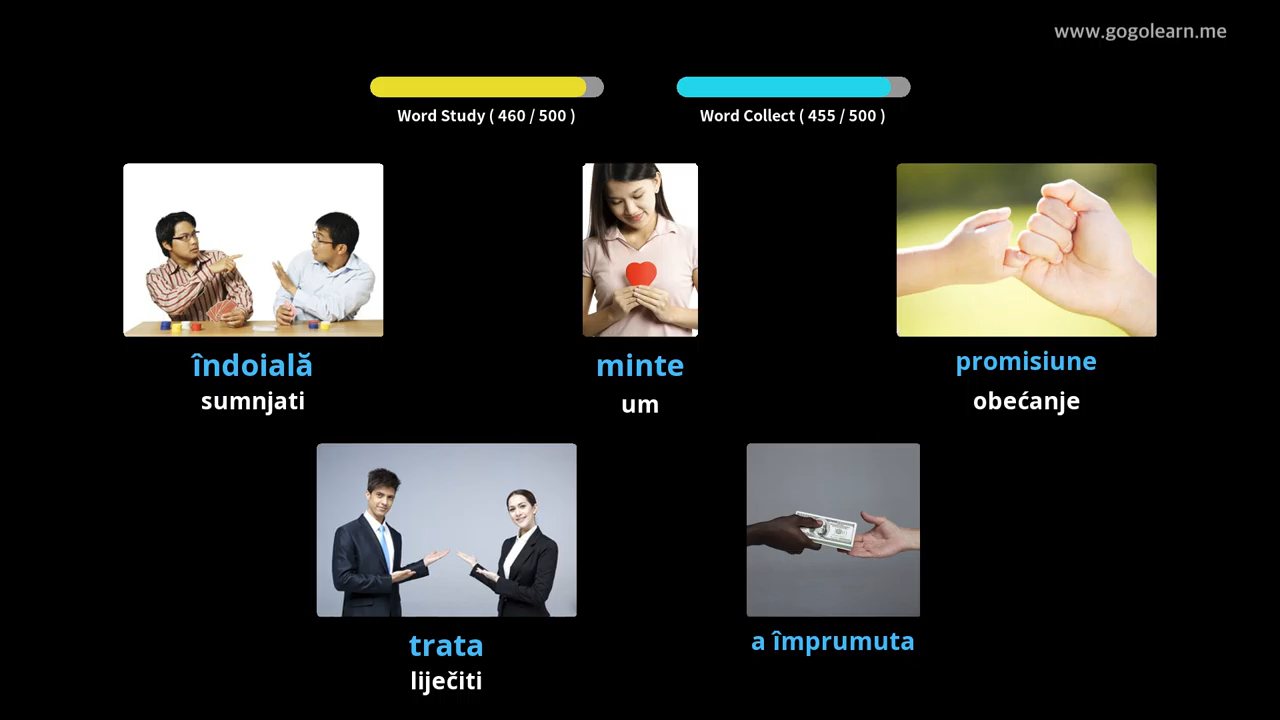 www.gogolearn.me
Word Study ( 460 / 500 )
Word Collect ( 455 / 500 )
îndoială
sumnjati
minte
um
promisiune
obećanje
trata
liječiti
a împrumuta